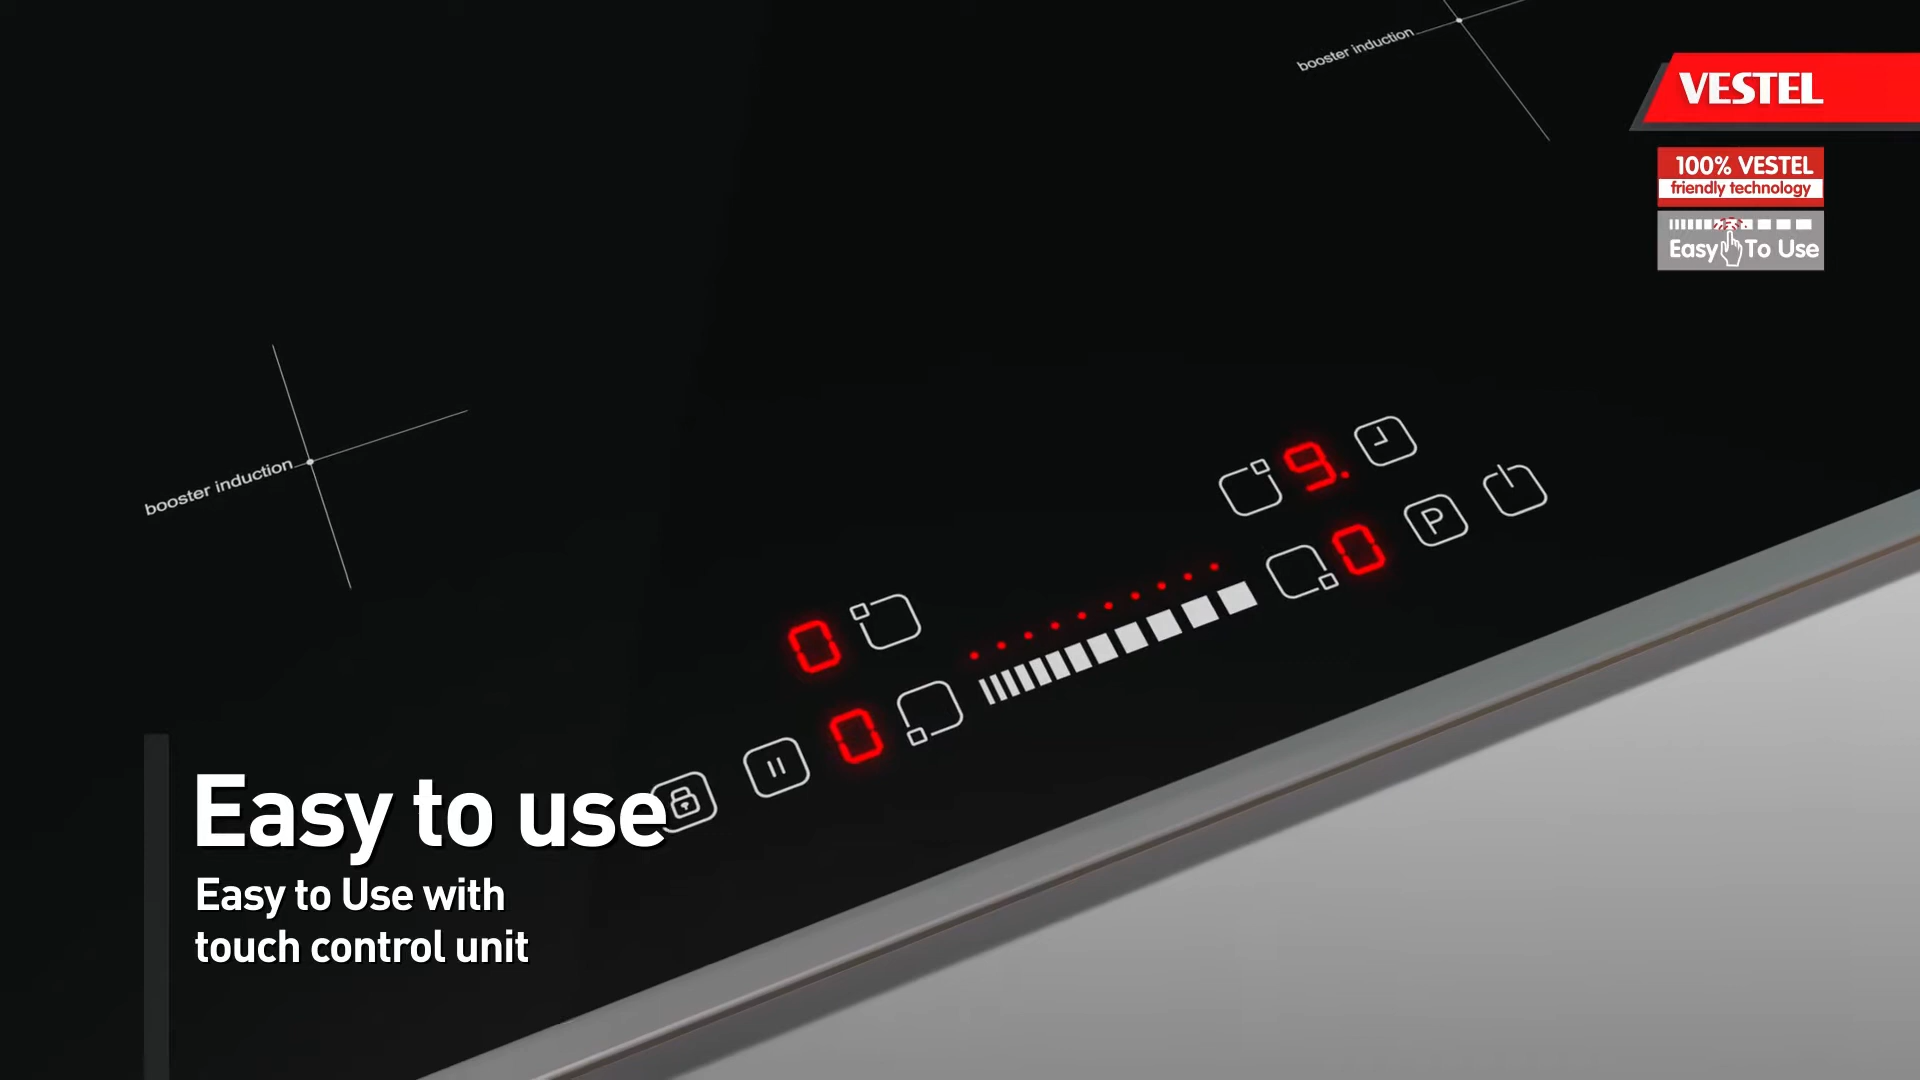 booster induction
VESTEL
100% VESTEL
friendly technology
Easy To Use
booster induction
9.
0
P
0
0
Easy to use
Easy to Use with
touch control unit